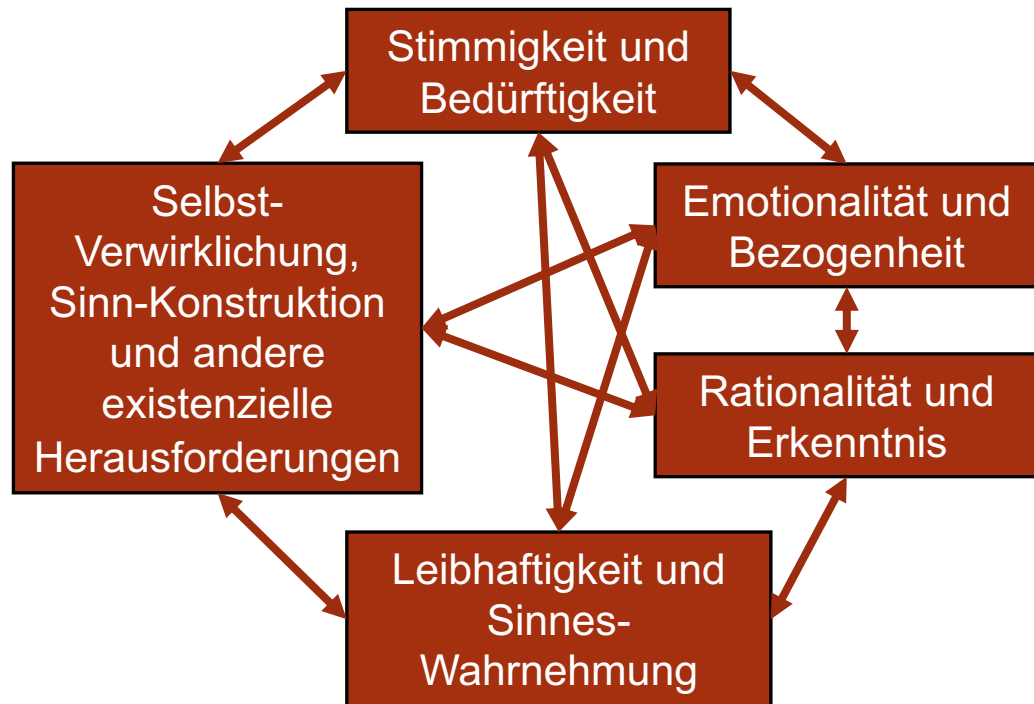 Stimmigkeit und
Bedürftigkeit
Selbst-
Verwirklichung,
Sinn-Konstruktion
und andere
existenzielle
Herausforderungen
Emotionalität und
Bezogenheit
Rationalität und
Erkenntnis
Leibhaftigkeit und
Sinnes-
Wahrnehmung